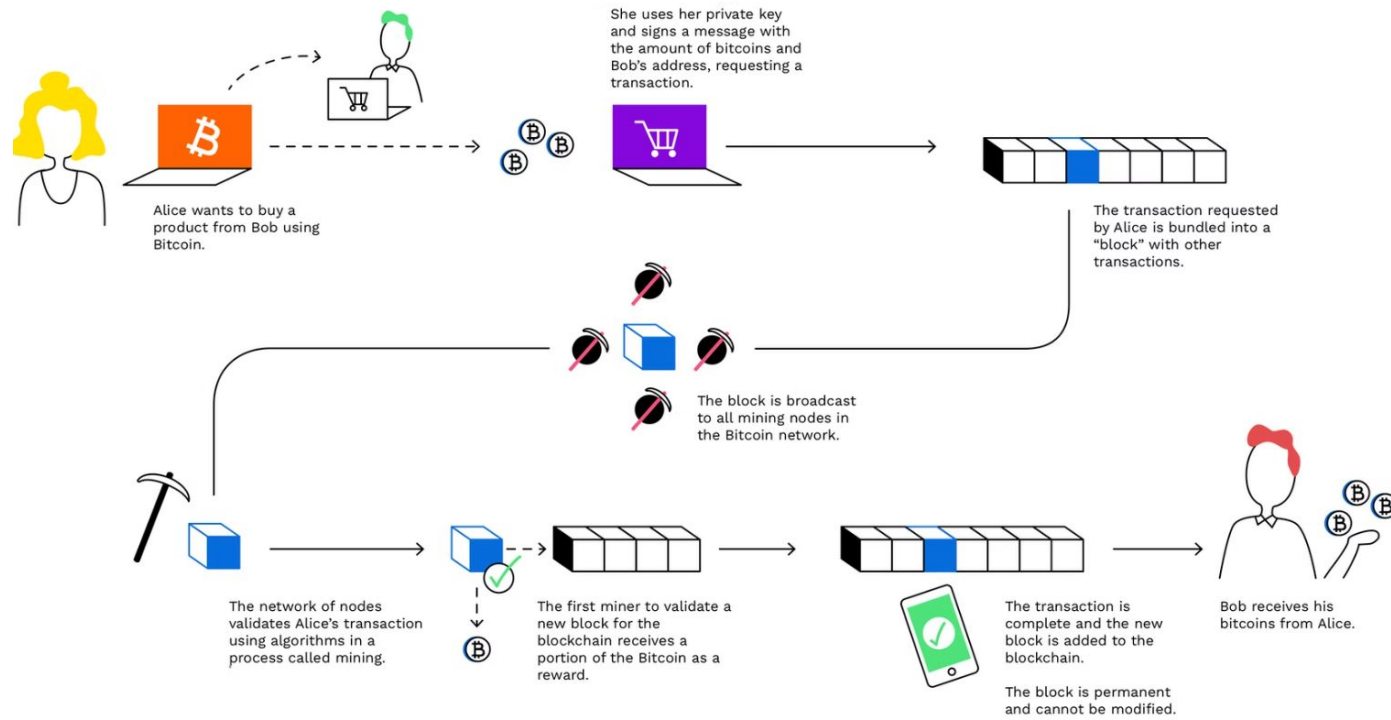 She uses her private key
and signs a message with
the amount of bitcoins and
Bob's address, requesting a
transaction.
Alice wants to buy a
product from Bob using
Bitcoin.
The transaction requested
by Alice is bundled into a
“block” with other
transactions.
The block is broadcast
to all mining nodes in
the Bitcoin network.
The network of nodes
validates Alice's transaction
using algorithms in a
process called mining.
The first miner to validate a
new block for the
blockchain receives a
portion of the Bitcoin as a
reward.
The transaction is
complete and the new
block is added to the
blockchain.
The block is permanent
and cannot be modified.
Bob receives his
bitcoins from Alice.